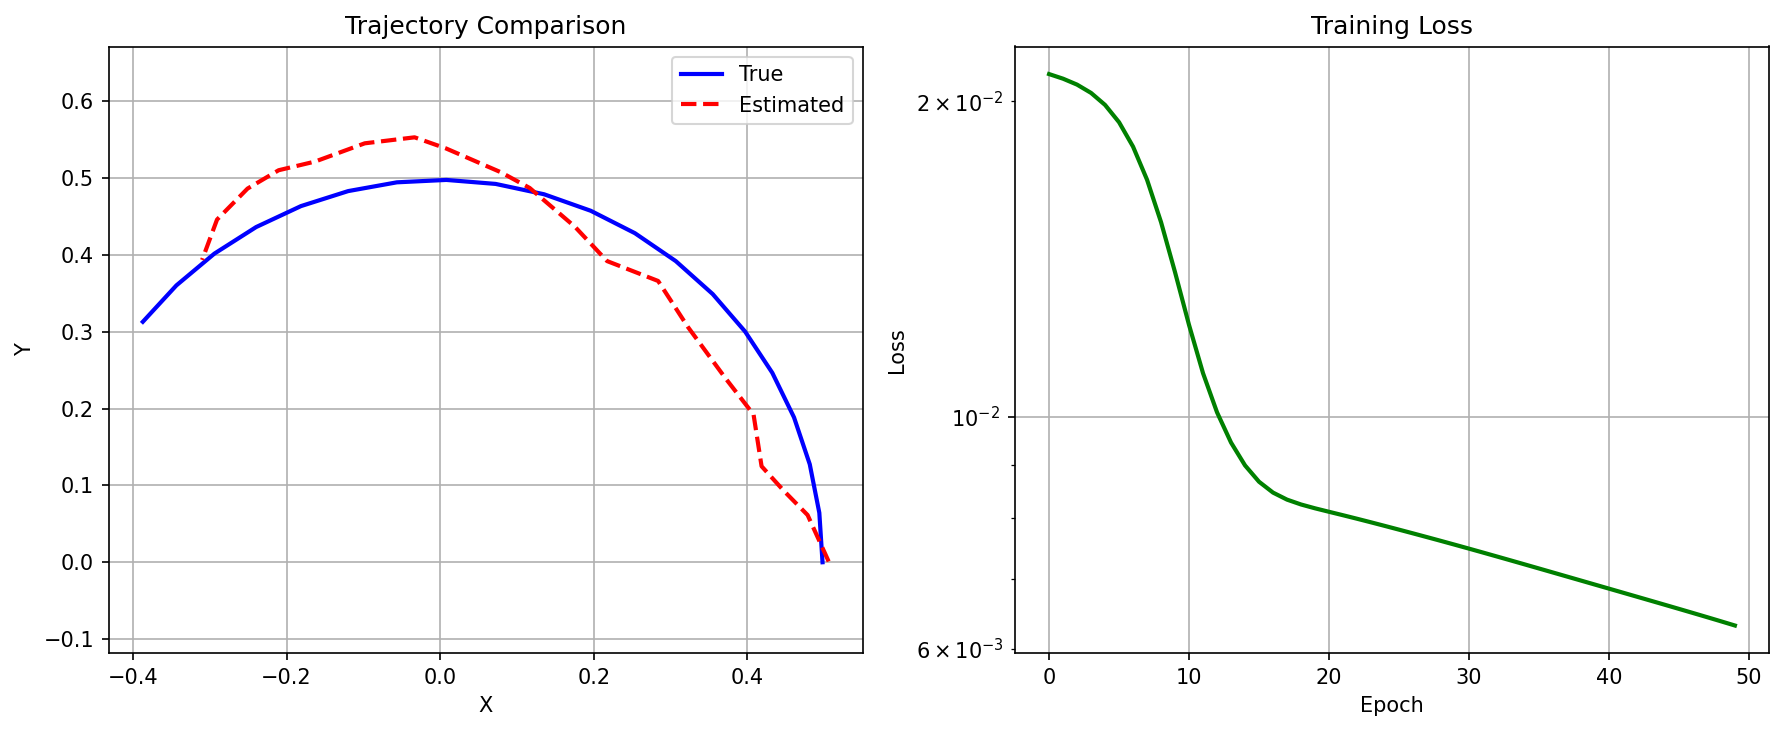 Trajectory Comparison
True
Estimated
0.6
0.5
0.4
0.3
0.2
0.1
0.0
−0.1
Y
−0.4
−0.2
0.0
0.2
0.4
X
Training Loss
2 × 10⁻²
10⁻²
6 × 10⁻³
Loss
0
10
20
30
40
50
Epoch